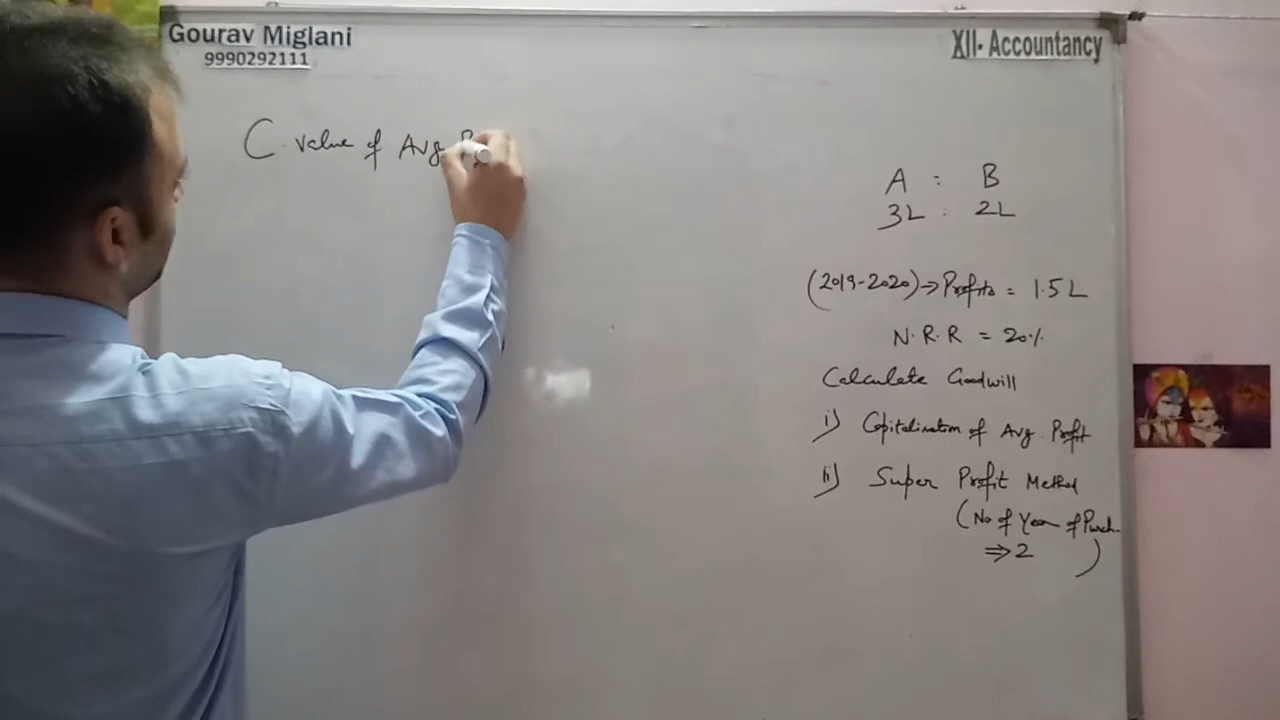 Gourav Miglani
9990292111
XII- Accountancy
C. value of Avg
A : B
3L : 2L
(2019-2020) → Profits = 1.5 L
N.R.R = 20%
Calculate Goodwill
i) Capitalisation of Avg. Profit
ii) Super Profit Method
(No of Year of Purch.
⇒ 2 )